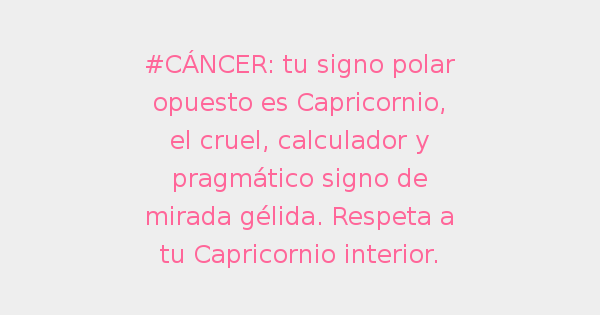 #CÁNCER: tu signo polar
opuesto es Capricornio,
el cruel, calculador y
pragmático signo de
mirada gélida. Respeta a
tu Capricornio interior.